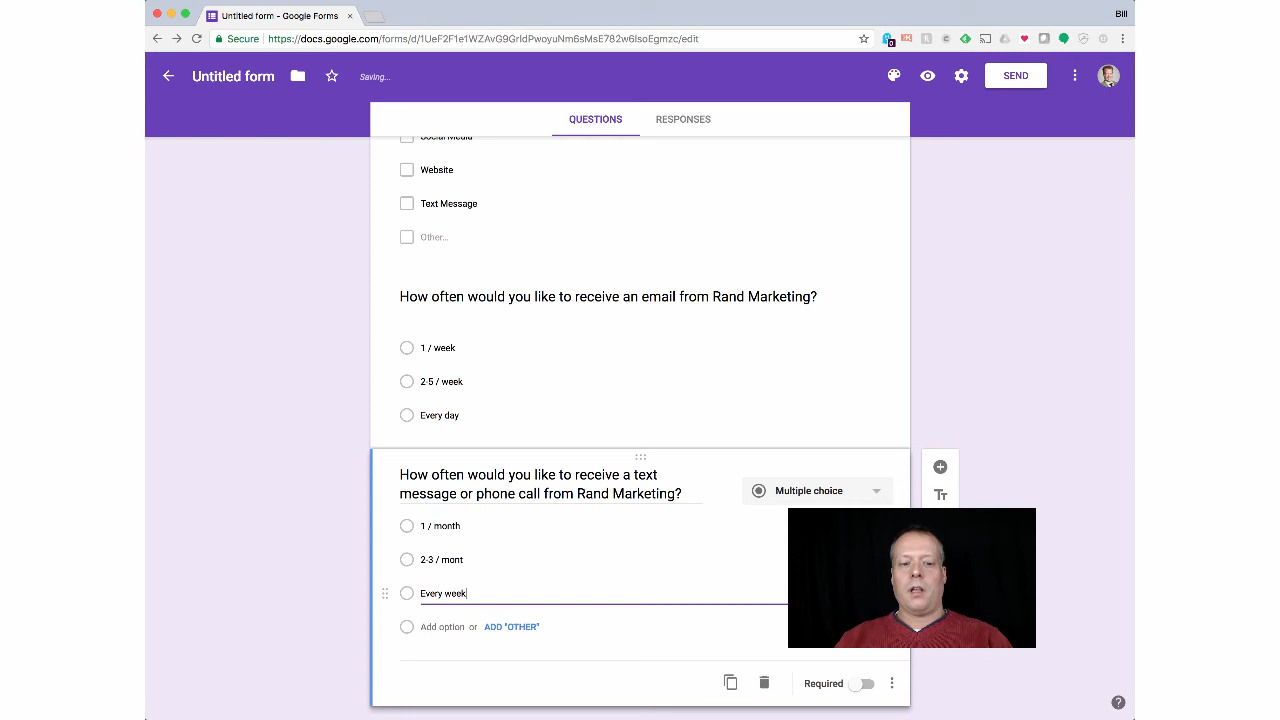 Untitled form - Google Forms
Bill
Secure https://docs.google.com/forms/d/1UeF2F1e1WZAvG9GrIdPwoyuNm6sMsE782w6lsoEgmzc/edit
Untitled form
Saving...
SEND
QUESTIONS
RESPONSES
Social Media
Website
Text Message
Other...
How often would you like to receive an email from Rand Marketing?
1 / week
2-5 / week
Every day
How often would you like to receive a text
message or phone call from Rand Marketing?
Multiple choice
1 / month
2-3 / mont
Every week
Add option or ADD "OTHER"
Required